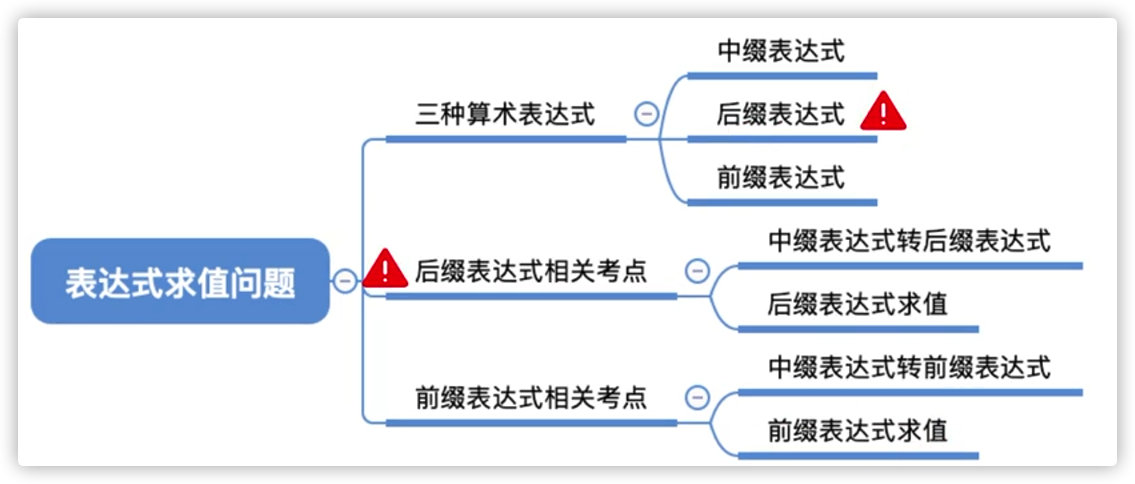 表达式求值问题
三种算术表达式
中缀表达式
后缀表达式
前缀表达式
后缀表达式相关考点
中缀表达式转后缀表达式
后缀表达式求值
前缀表达式相关考点
中缀表达式转前缀表达式
前缀表达式求值